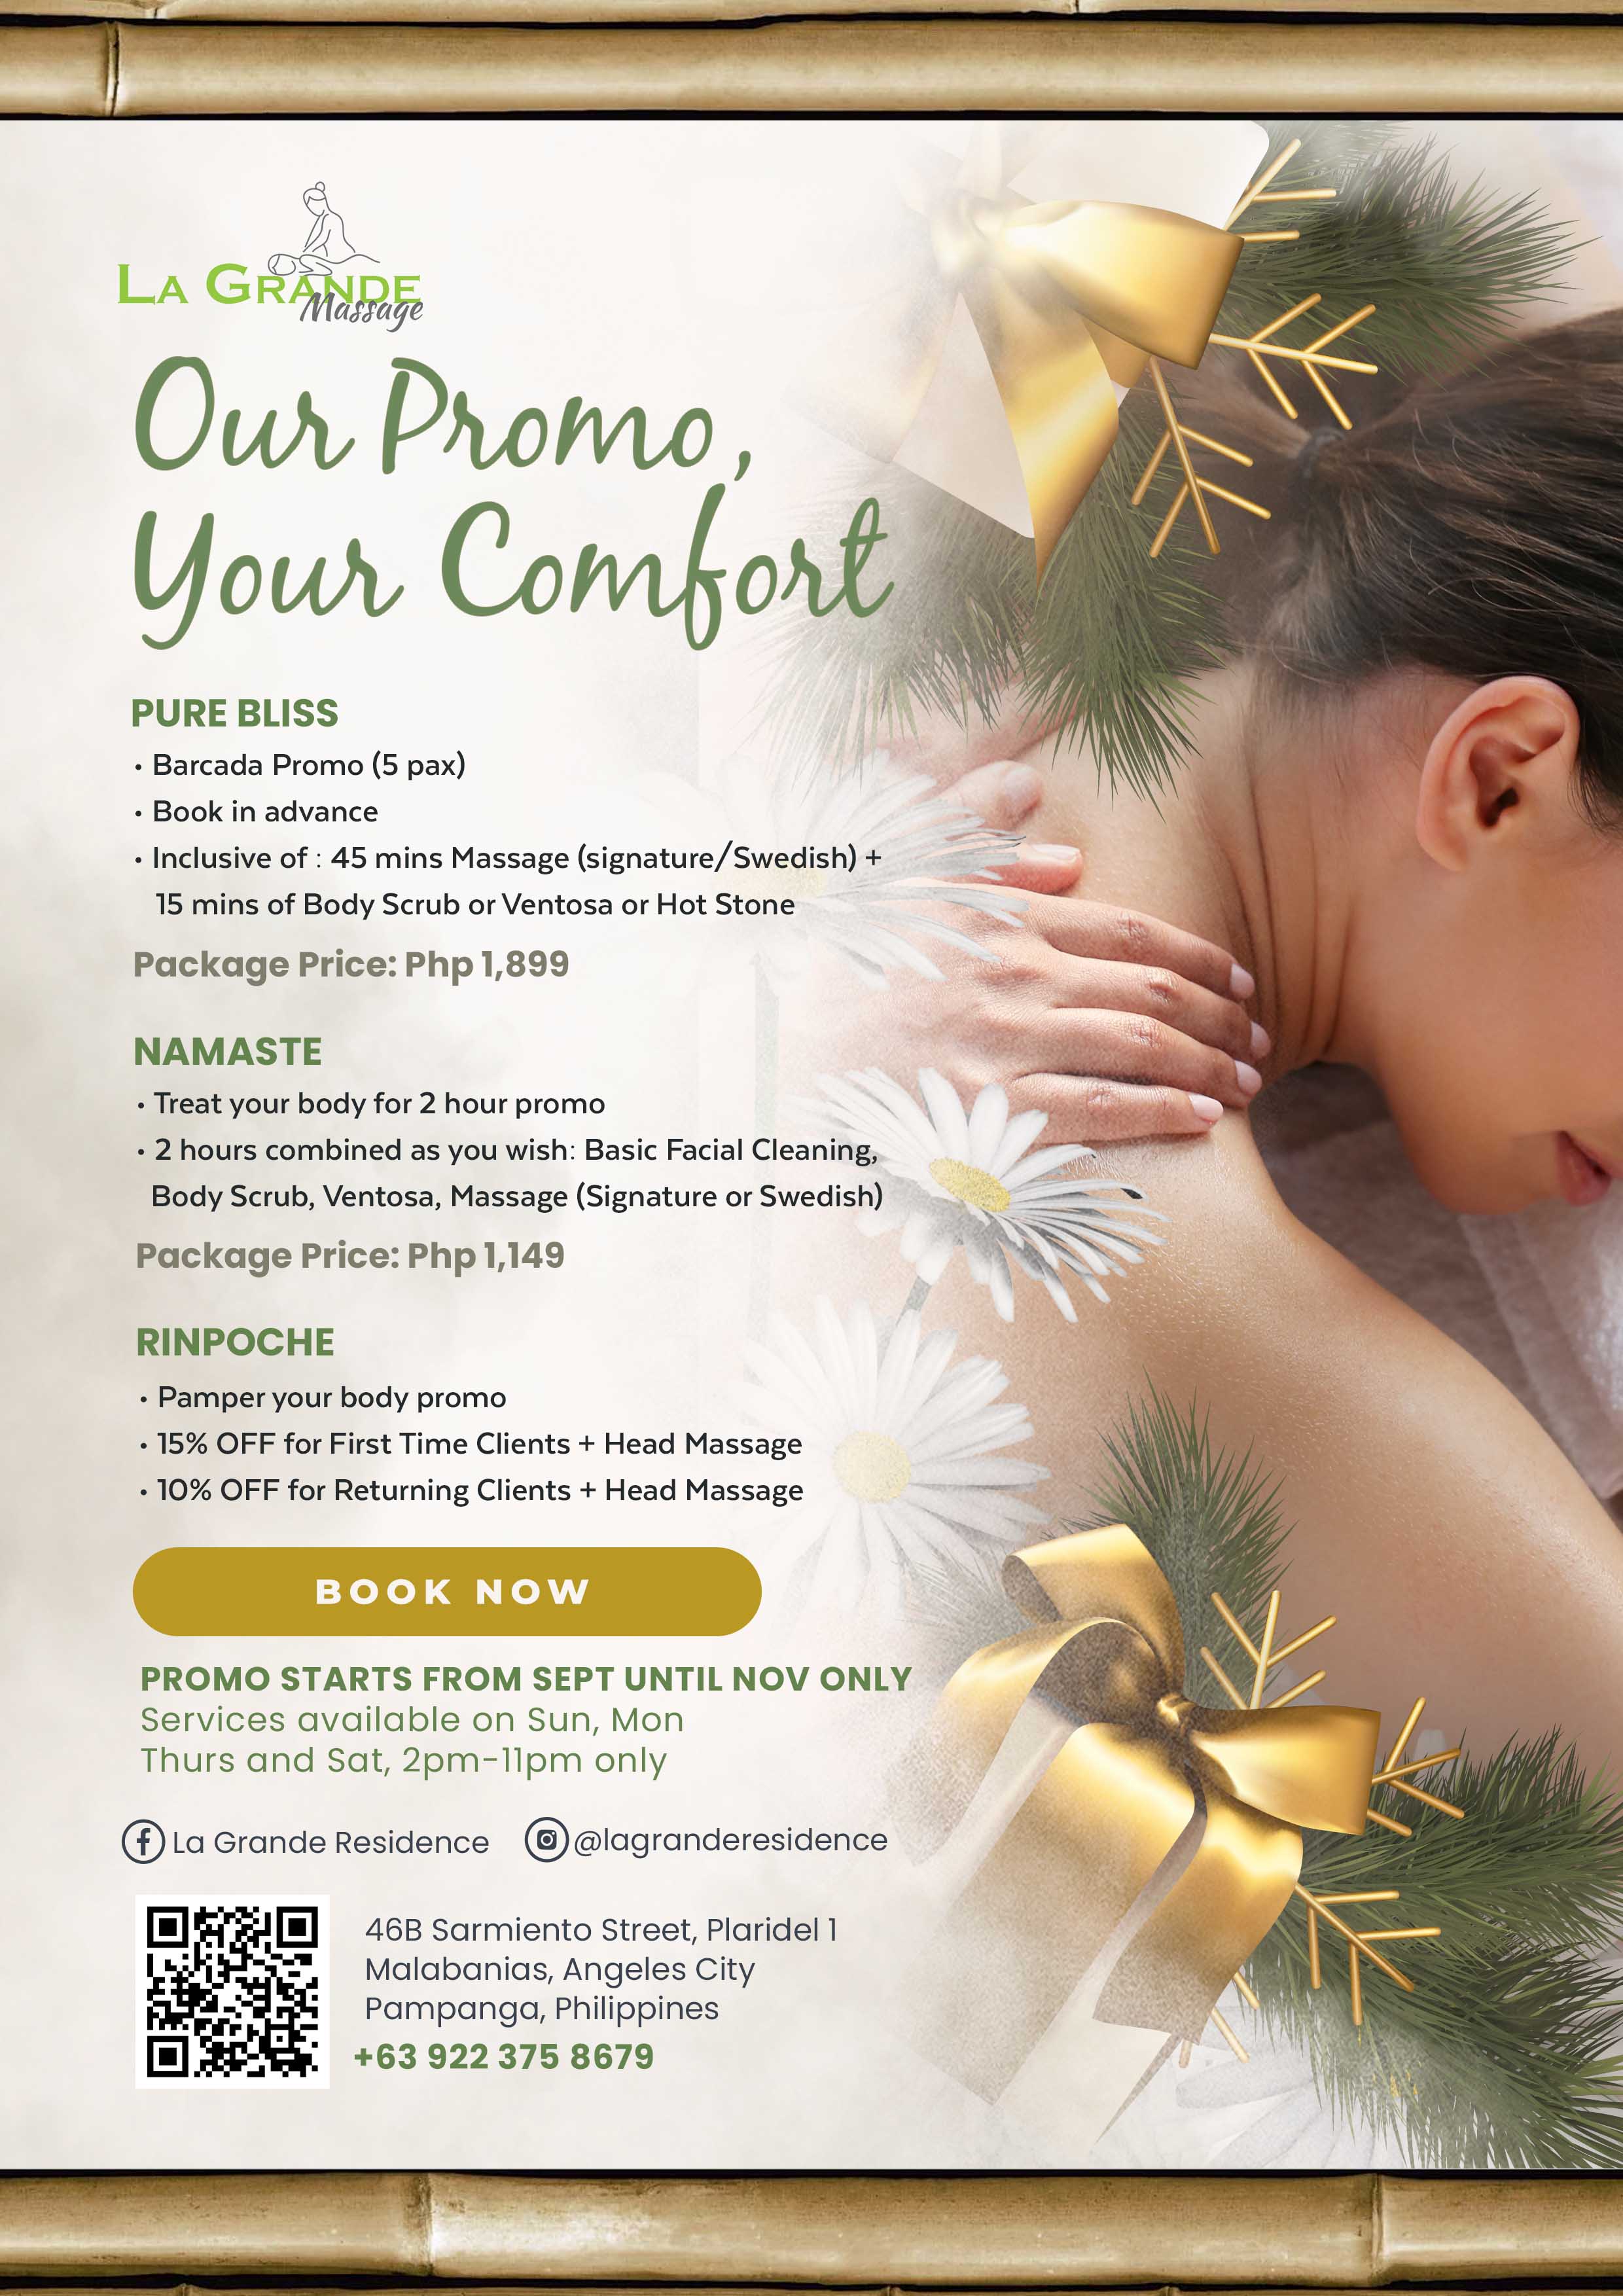 La Grande
Massage
Our Promo,
Your Comfort
PURE BLISS
• Barcada Promo (5 pax)
• Book in advance
• Inclusive of : 45 mins Massage (signature/Swedish) +
15 mins of Body Scrub or Ventosa or Hot Stone
Package Price: Php 1,899
NAMASTE
• Treat your body for 2 hour promo
• 2 hours combined as you wish: Basic Facial Cleaning,
Body Scrub, Ventosa, Massage (Signature or Swedish)
Package Price: Php 1,149
RINPOCHE
• Pamper your body promo
• 15% OFF for First Time Clients + Head Massage
• 10% OFF for Returning Clients + Head Massage
BOOK NOW
PROMO STARTS FROM SEPT UNTIL NOV ONLY
Services available on Sun, Mon
Thurs and Sat, 2pm-11pm only
La Grande Residence @lagranderesidence
46B Sarmiento Street, Plaridel 1
Malabanias, Angeles City
Pampanga, Philippines
+63 922 375 8679